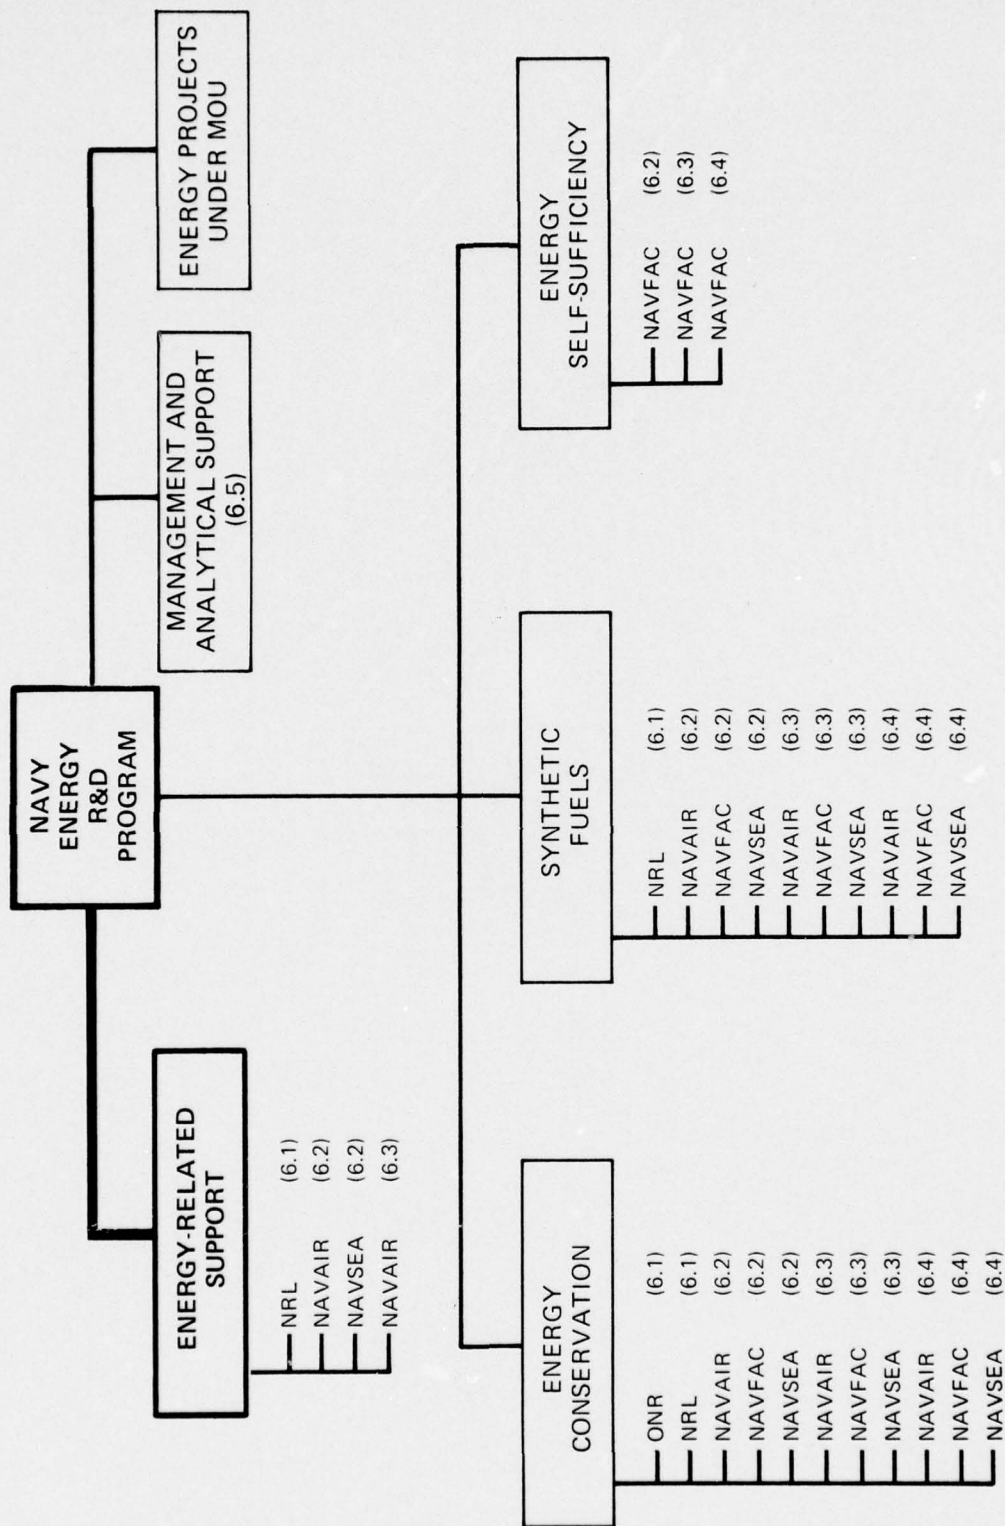 NAVY
ENERGY
R&D
PROGRAM
ENERGY-RELATED
SUPPORT
NRL (6.1)
NAVAIR (6.2)
NAVSEA (6.2)
NAVAIR (6.3)
MANAGEMENT AND
ANALYTICAL SUPPORT
(6.5)
ENERGY PROJECTS
UNDER MOU
ENERGY
CONSERVATION
ONR (6.1)
NRL (6.1)
NAVAIR (6.2)
NAVFAC (6.2)
NAVSEA (6.2)
NAVAIR (6.3)
NAVFAC (6.3)
NAVSEA (6.3)
NAVAIR (6.4)
NAVFAC (6.4)
NAVSEA (6.4)
SYNTHETIC
FUELS
NRL (6.1)
NAVAIR (6.2)
NAVFAC (6.2)
NAVSEA (6.2)
NAVAIR (6.3)
NAVFAC (6.3)
NAVSEA (6.3)
NAVAIR (6.4)
NAVFAC (6.4)
NAVSEA (6.4)
ENERGY
SELF-SUFFICIENCY
NAVFAC (6.2)
NAVFAC (6.3)
NAVFAC (6.4)